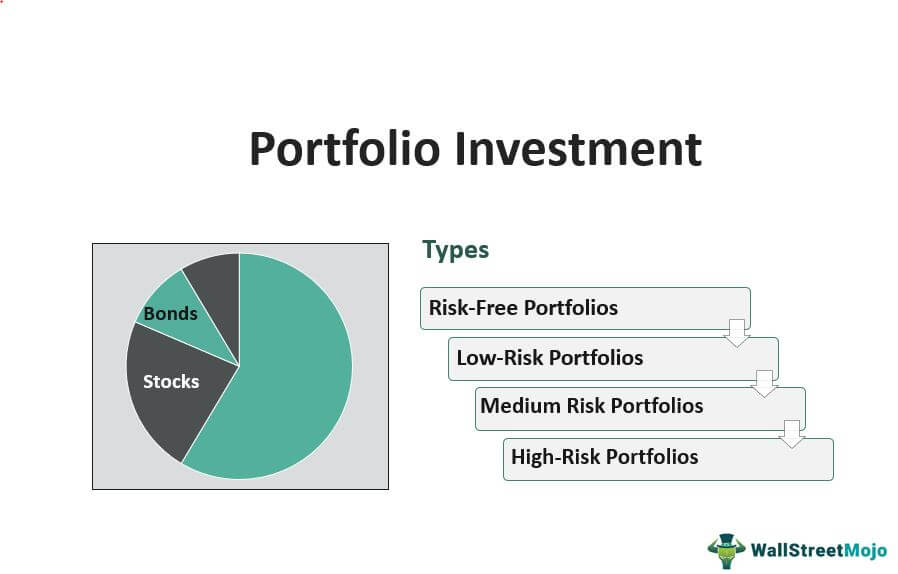 Portfolio Investment
Types
Bonds
Stocks
Risk-Free Portfolios
Low-Risk Portfolios
Medium Risk Portfolios
High-Risk Portfolios
WallStreetMojo